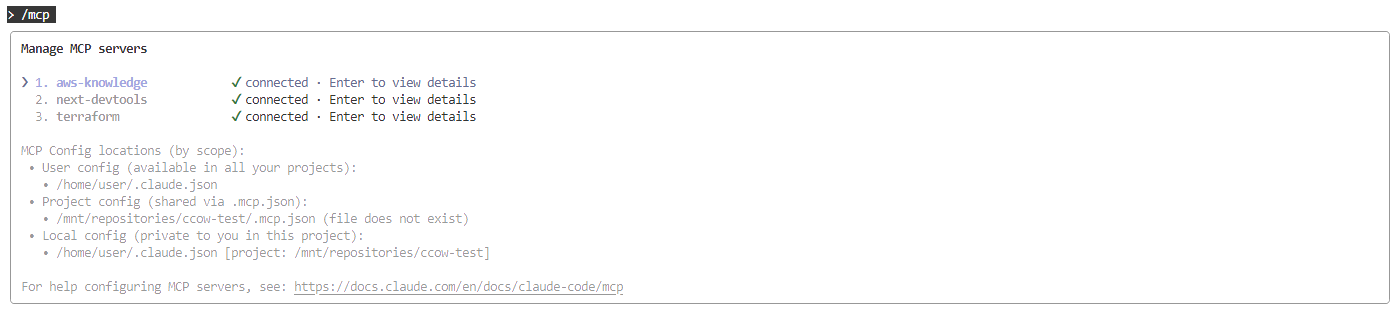 > /mcp
Manage MCP servers
❯ 1. aws-knowledge ✓ connected · Enter to view details
2. next-devtools ✓ connected · Enter to view details
3. terraform ✓ connected · Enter to view details
MCP Config locations (by scope):
• User config (available in all your projects):
• /home/user/.claude.json
• Project config (shared via .mcp.json):
• /mnt/repositories/ccow-test/.mcp.json (file does not exist)
• Local config (private to you in this project):
• /home/user/.claude.json [project: /mnt/repositories/ccow-test]
For help configuring MCP servers, see: https://docs.claude.com/en/docs/claude-code/mcp